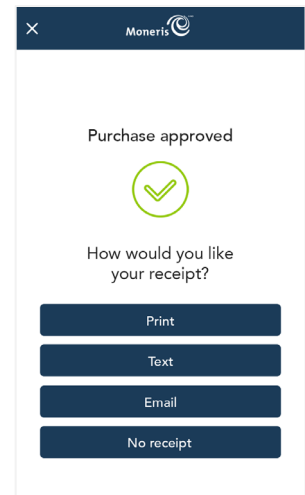 Moneris
Purchase approved
How would you like
your receipt?
Print
Text
Email
No receipt